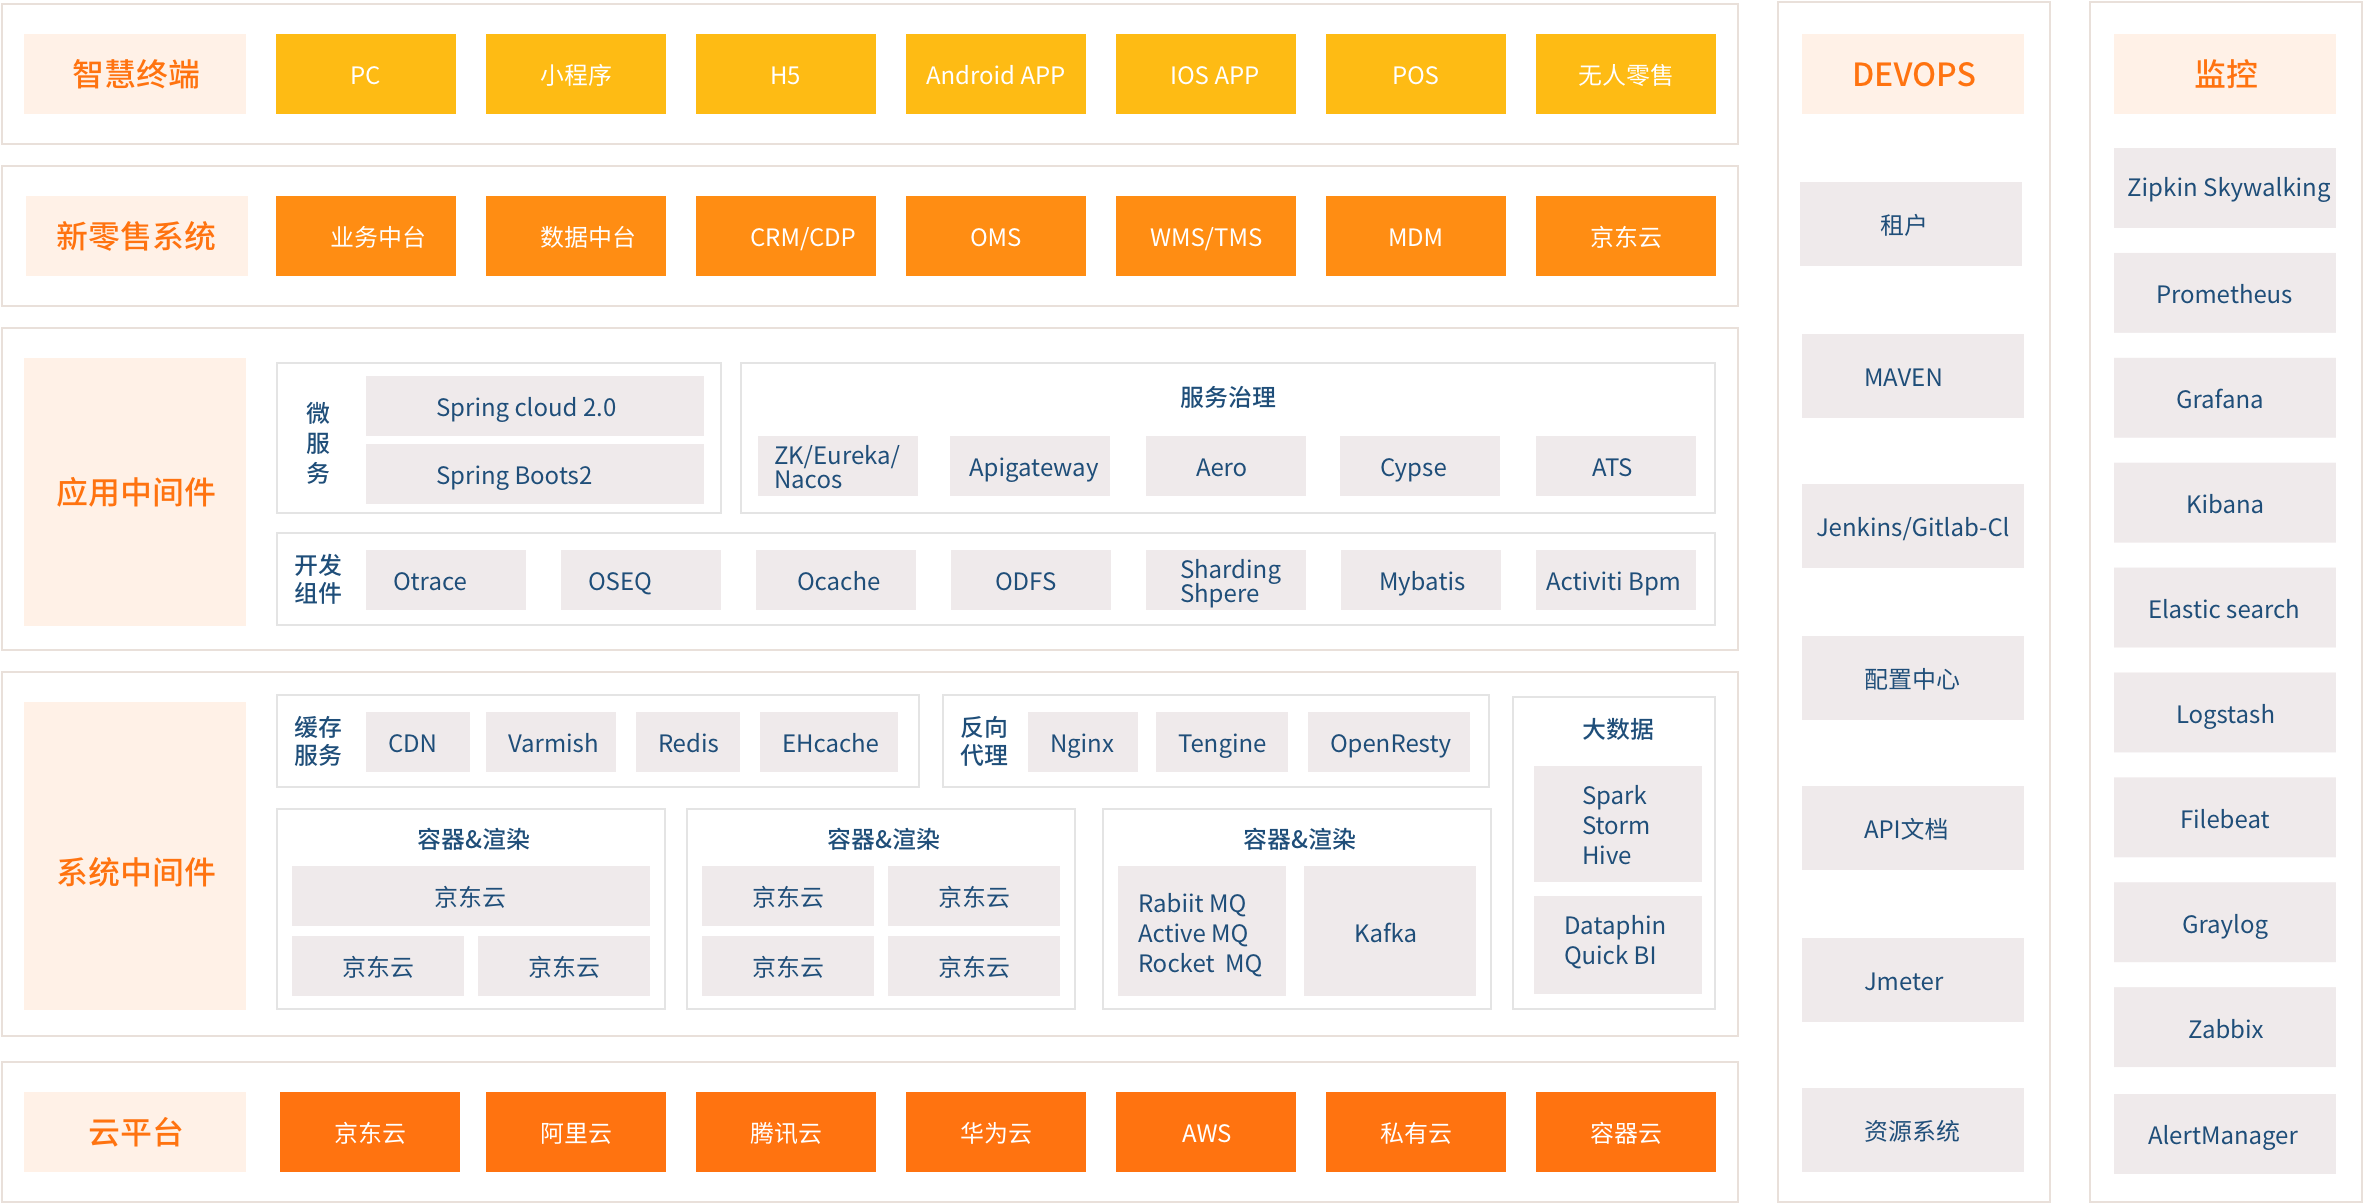 智慧终端
PC
小程序
H5
Android APP
IOS APP
POS
无人零售
新零售系统
业务中台
数据中台
CRM/CDP
OMS
WMS/TMS
MDM
京东云
应用中间件
微
服
务
Spring cloud 2.0
Spring Boots2
服务治理
ZK/Eureka/
Nacos
Apigateway
Aero
Cypse
ATS
开发
组件
Otrace
OSEQ
Ocache
ODFS
Sharding
Shpere
Mybatis
Activiti Bpm
系统中间件
缓存
服务
CDN
Varmish
Redis
EHcache
反向
代理
Nginx
Tengine
OpenResty
大数据
Spark
Storm
Hive
Dataphin
Quick BI
容器&渲染
京东云
京东云
京东云
容器&渲染
京东云
京东云
京东云
京东云
容器&渲染
Rabiit MQ
Active MQ
Rocket MQ
Kafka
云平台
京东云
阿里云
腾讯云
华为云
AWS
私有云
容器云
DEVOPS
租户
MAVEN
Jenkins/Gitlab-Cl
配置中心
API文档
Jmeter
资源系统
监控
Zipkin Skywalking
Prometheus
Grafana
Kibana
Elastic search
Logstash
Filebeat
Graylog
Zabbix
AlertManager